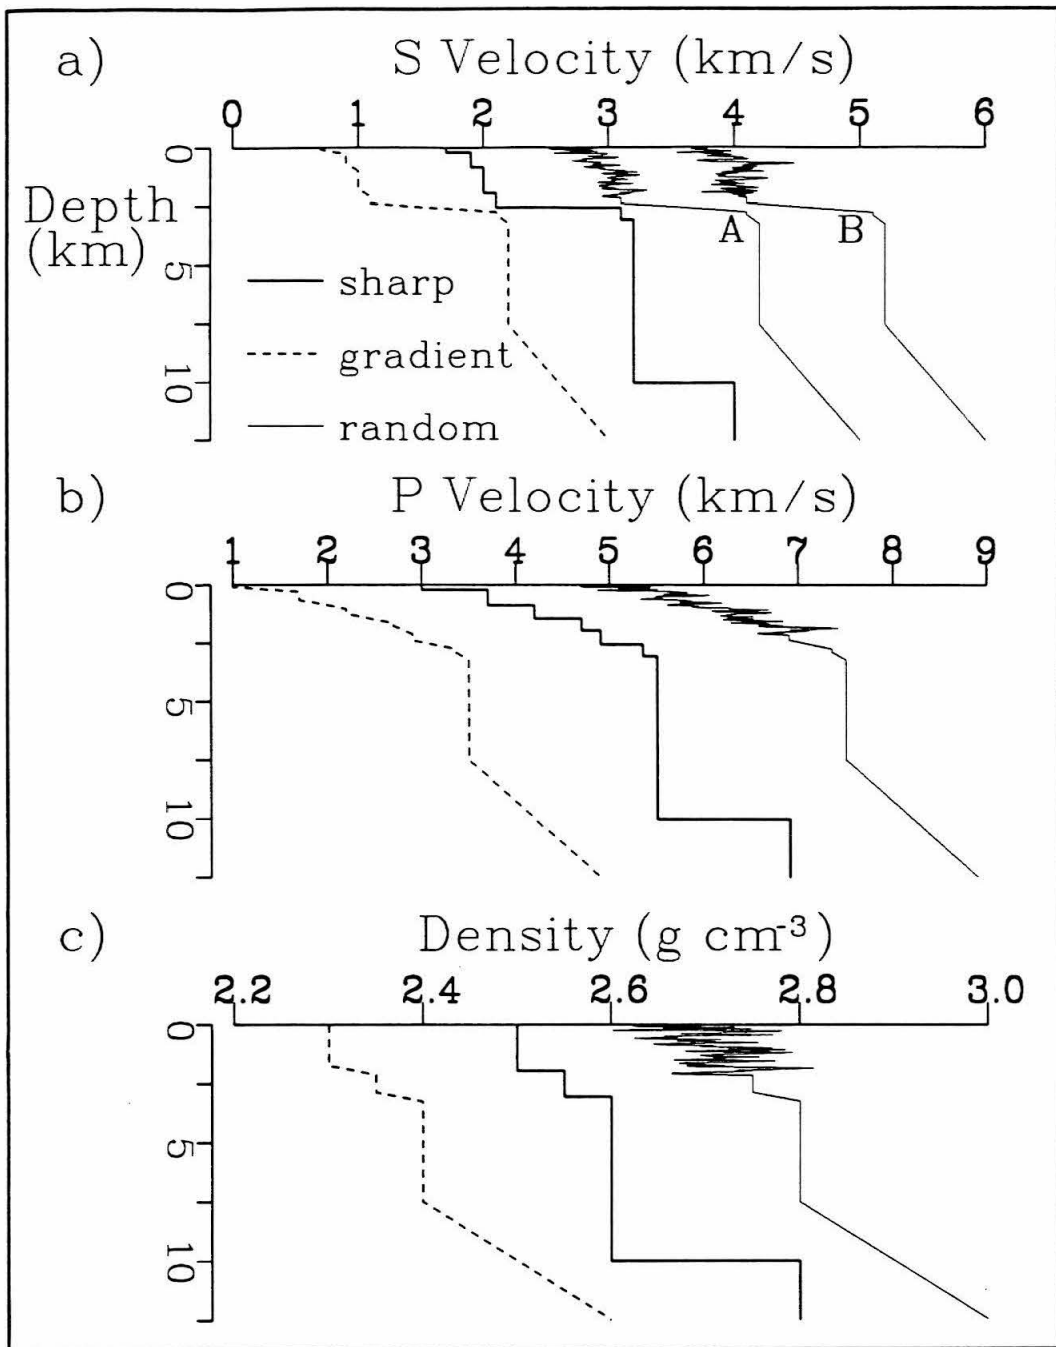 a) S Velocity (km/s)
0 1 2 3 4 5 6
Depth
(km)
0
5
10
A B
sharp
gradient
random
b) P Velocity (km/s)
1 2 3 4 5 6 7 8 9
0
5
10
c) Density (g cm⁻³)
2.2 2.4 2.6 2.8 3.0
0
5
10